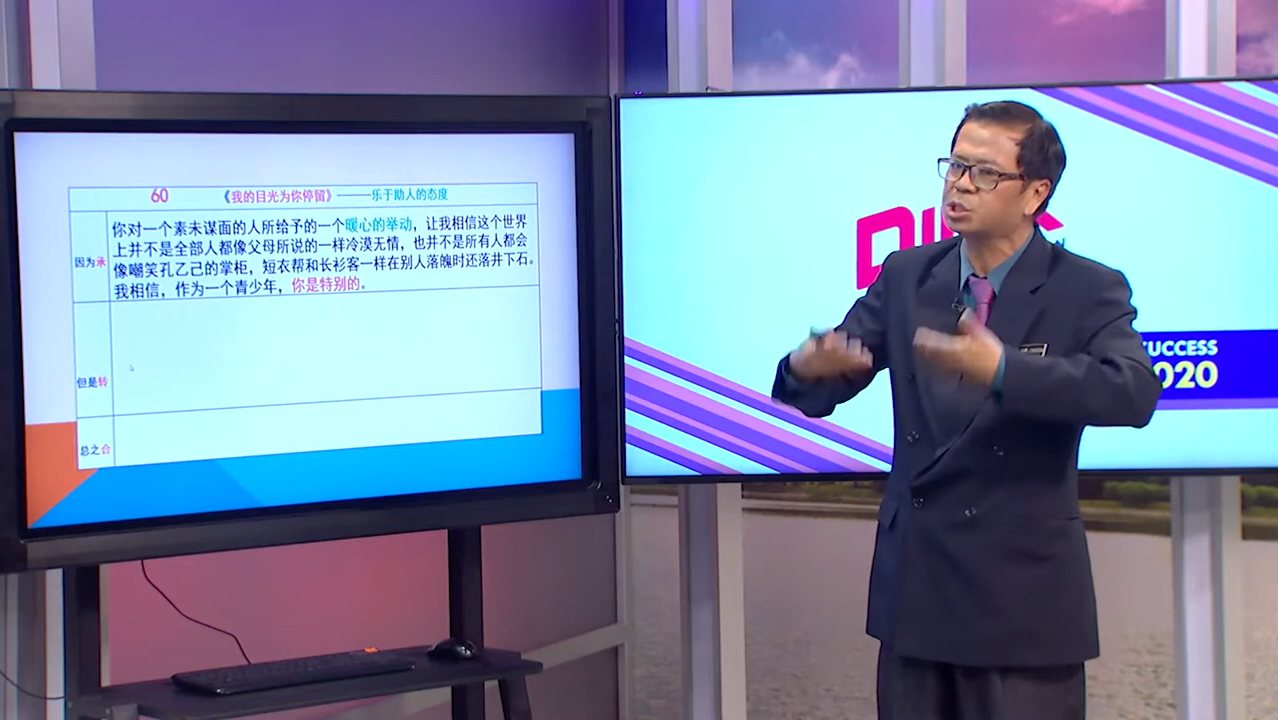 60 《我的目光为你停留》———乐于助人的态度
因为承
你对一个素未谋面的人所给予的一个暖心的举动，让我相信这个世界
上并不是全部人都像父母所说的一样冷漠无情，也并不是所有人都会
像嘲笑孔乙己的掌柜，短衣帮和长衫客一样在别人落魄时还落井下石。
我相信，作为一个青少年，你是特别的。
但是转
总之合
SUCCESS
2020